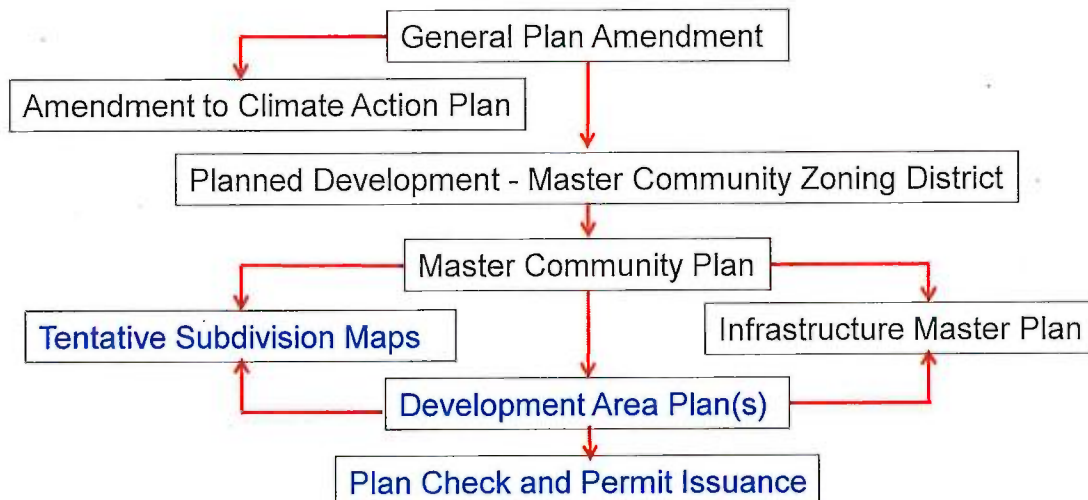 General Plan Amendment
Amendment to Climate Action Plan
Planned Development - Master Community Zoning District
Master Community Plan
Tentative Subdivision Maps
Infrastructure Master Plan
Development Area Plan(s)
Plan Check and Permit Issuance